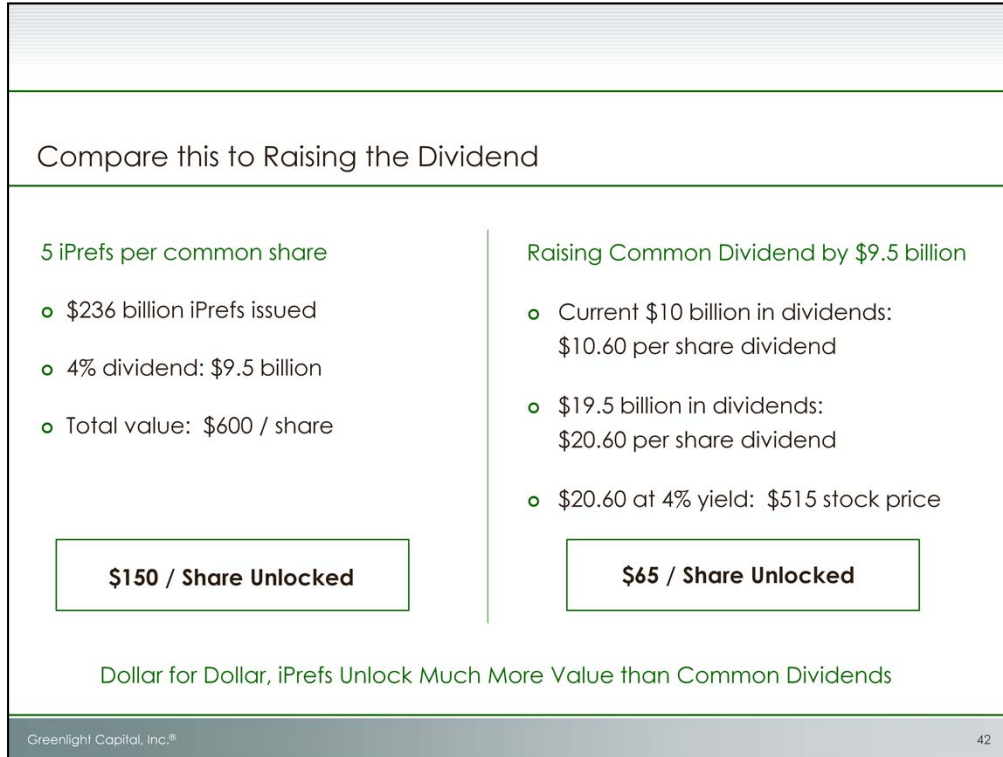 Compare this to Raising the Dividend
5 iPrefs per common share
o $236 billion iPrefs issued
o 4% dividend: $9.5 billion
o Total value: $600 / share
$150 / Share Unlocked
Raising Common Dividend by $9.5 billion
o Current $10 billion in dividends:
$10.60 per share dividend
o $19.5 billion in dividends:
$20.60 per share dividend
o $20.60 at 4% yield: $515 stock price
$65 / Share Unlocked
Dollar for Dollar, iPrefs Unlock Much More Value than Common Dividends
Greenlight Capital, Inc.®
42